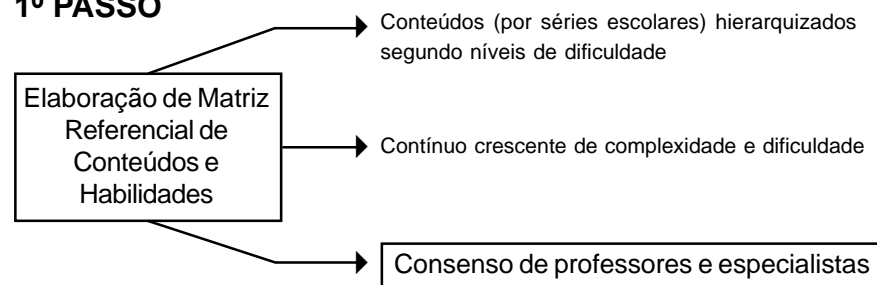 1º PASSO
Conteúdos (por séries escolares) hierarquizados
segundo níveis de dificuldade
Elaboração de Matriz
Referencial de
Conteúdos e
Habilidades
Contínuo crescente de complexidade e dificuldade
Consenso de professores e especialistas